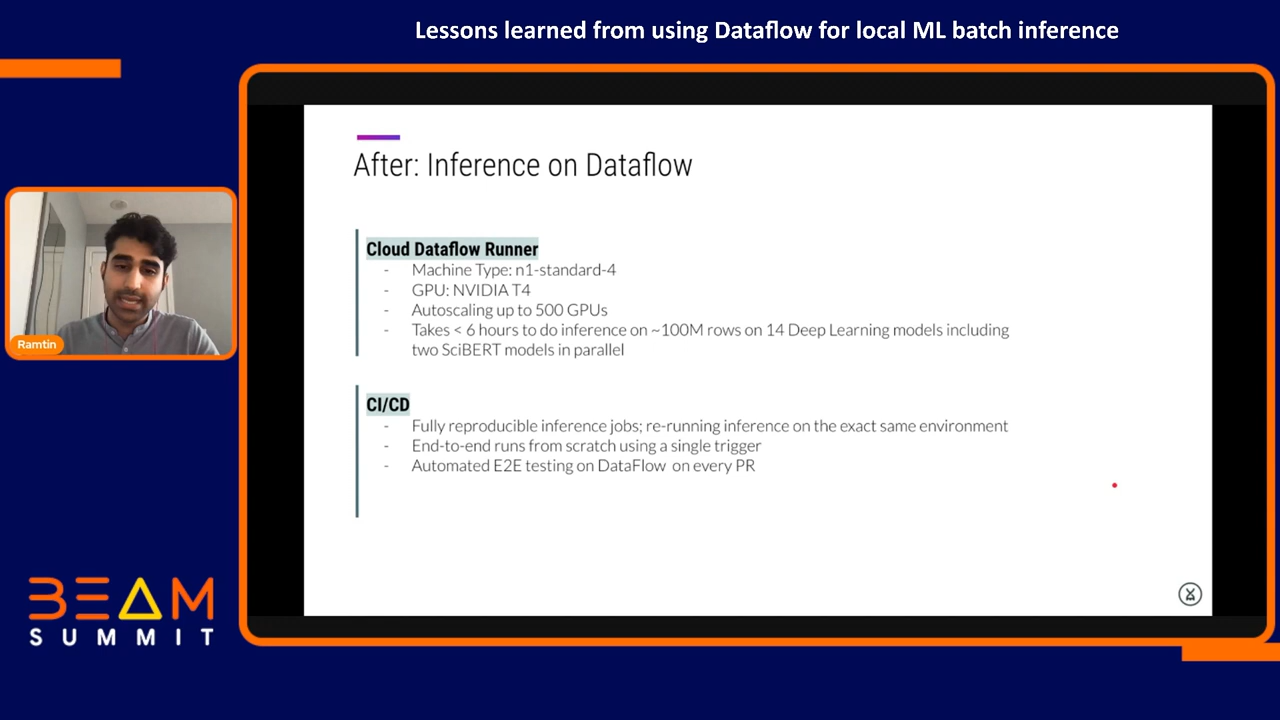 Lessons learned from using Dataflow for local ML batch inference
After: Inference on Dataflow
Cloud Dataflow Runner
- Machine Type: n1-standard-4
- GPU: NVIDIA T4
- Autoscaling up to 500 GPUs
- Takes < 6 hours to do inference on ~100M rows on 14 Deep Learning models including
two SciBERT models in parallel
CI/CD
- Fully reproducible inference jobs; re-running inference on the exact same environment
- End-to-end runs from scratch using a single trigger
- Automated E2E testing on DataFlow on every PR
Ramtin
BEAM
SUMMIT